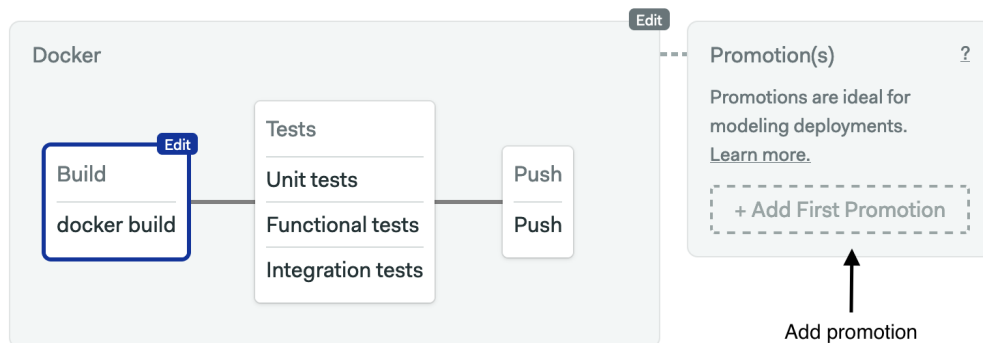 Edit
Docker
Edit
Build
docker build
Tests
Unit tests
Functional tests
Integration tests
Push
Push
Promotion(s) ?
Promotions are ideal for
modeling deployments.
Learn more.
+ Add First Promotion
Add promotion